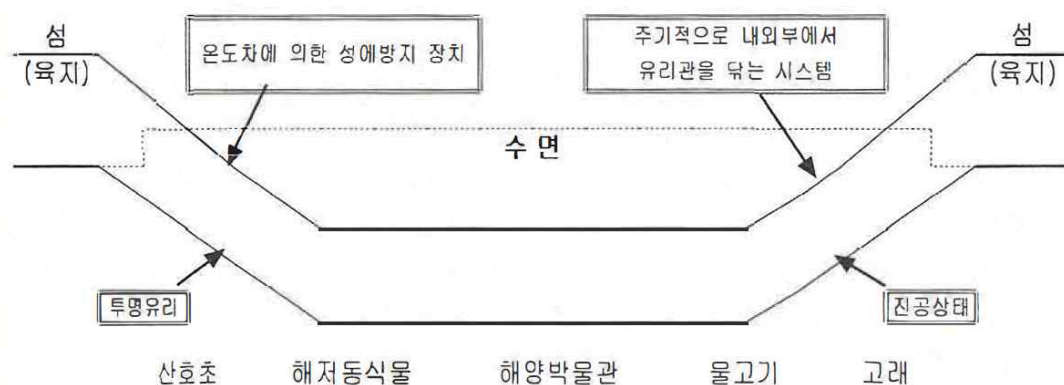 섬
(육지)
온도차에 의한 성에방지 장치
주기적으로 내외부에서
유리관을 닦는 시스템
섬
(육지)
수 면
투명유리
진공상태
산호초 해저동식물 해양박물관 물고기 고래